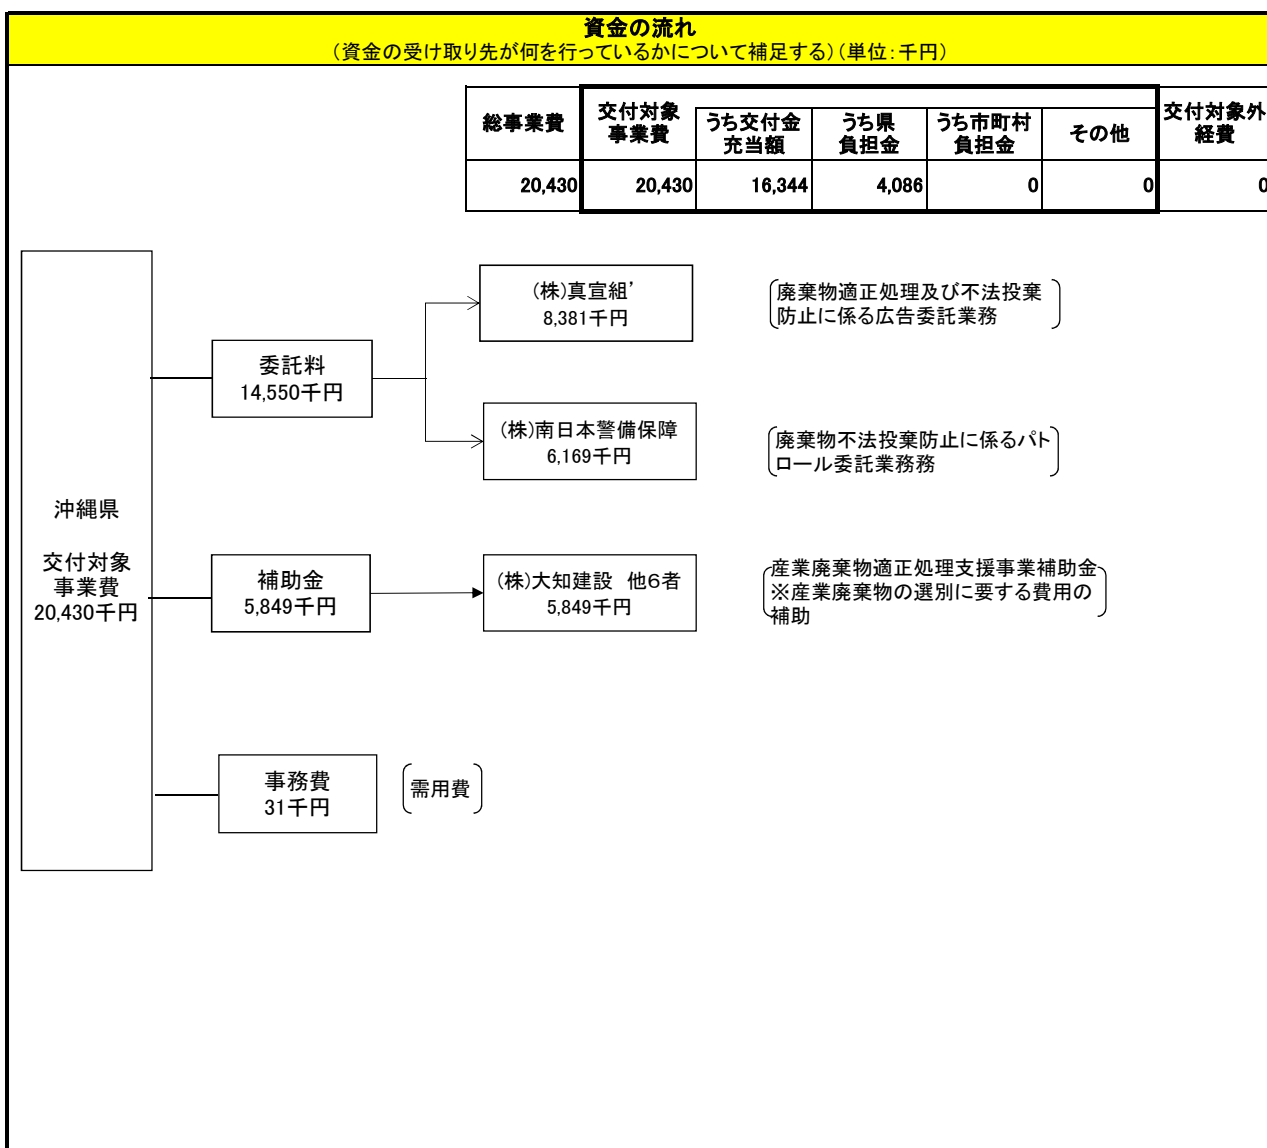 資金の流れ
（資金の受け取り先が何を行っているかについて補足する）（単位：千円）
総事業費
交付対象
事業費
うち交付金
充当額
うち県
負担金
うち市町村
負担金
その他
交付対象外
経費
20,430 20,430 16,344 4,086 0 0 0
(株)真宣組’
8,381千円
廃棄物適正処理及び不法投棄
防止に係る広告委託業務
委託料
14,550千円
(株)南日本警備保障
6,169千円
廃棄物不法投棄防止に係るパト
ロール委託業務務
沖縄県
交付対象
事業費
20,430千円
補助金
5,849千円
(株)大知建設　他６者
5,849千円
産業廃棄物適正処理支援事業補助金
※産業廃棄物の選別に要する費用の
補助
事務費
31千円
需用費